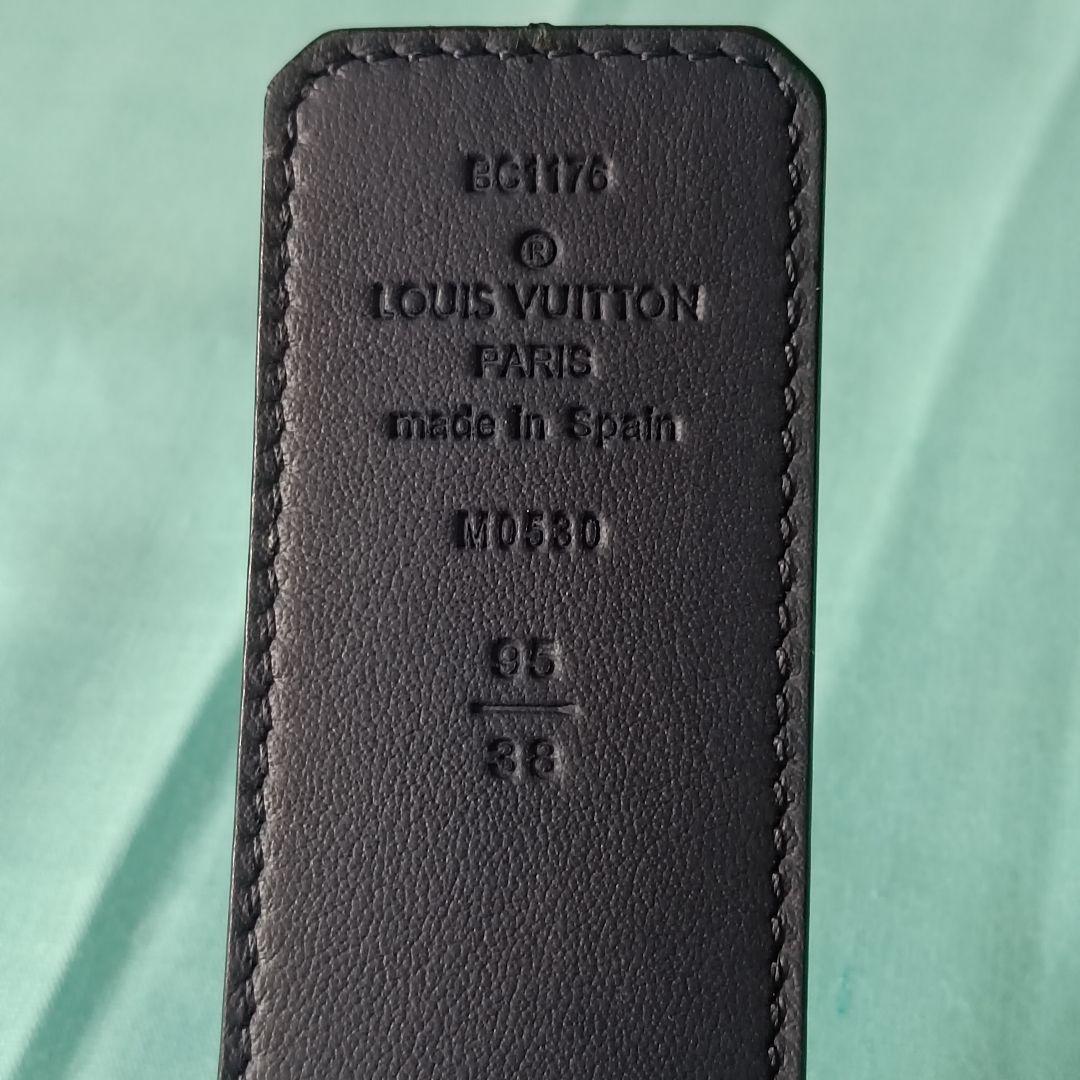 BC1176
®
LOUIS VUITTON
PARIS
made in Spain
M0530
95
38